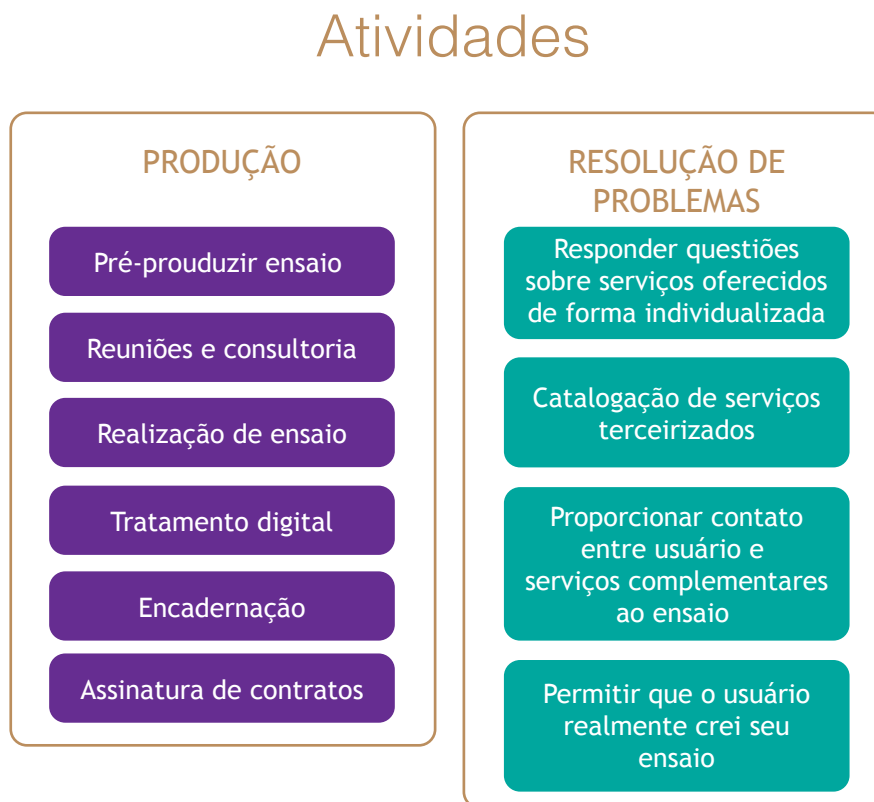 Atividades
PRODUÇÃO
Pré-prouduzir ensaio
Reuniões e consultoria
Realização de ensaio
Tratamento digital
Encadernação
Assinatura de contratos
RESOLUÇÃO DE
PROBLEMAS
Responder questiões
sobre serviços oferecidos
de forma individualizada
Catalogação de serviços
terceirizados
Proporcionar contato
entre usuário e
serviços complementares
ao ensaio
Permitir que o usuário
realmente crei seu
ensaio